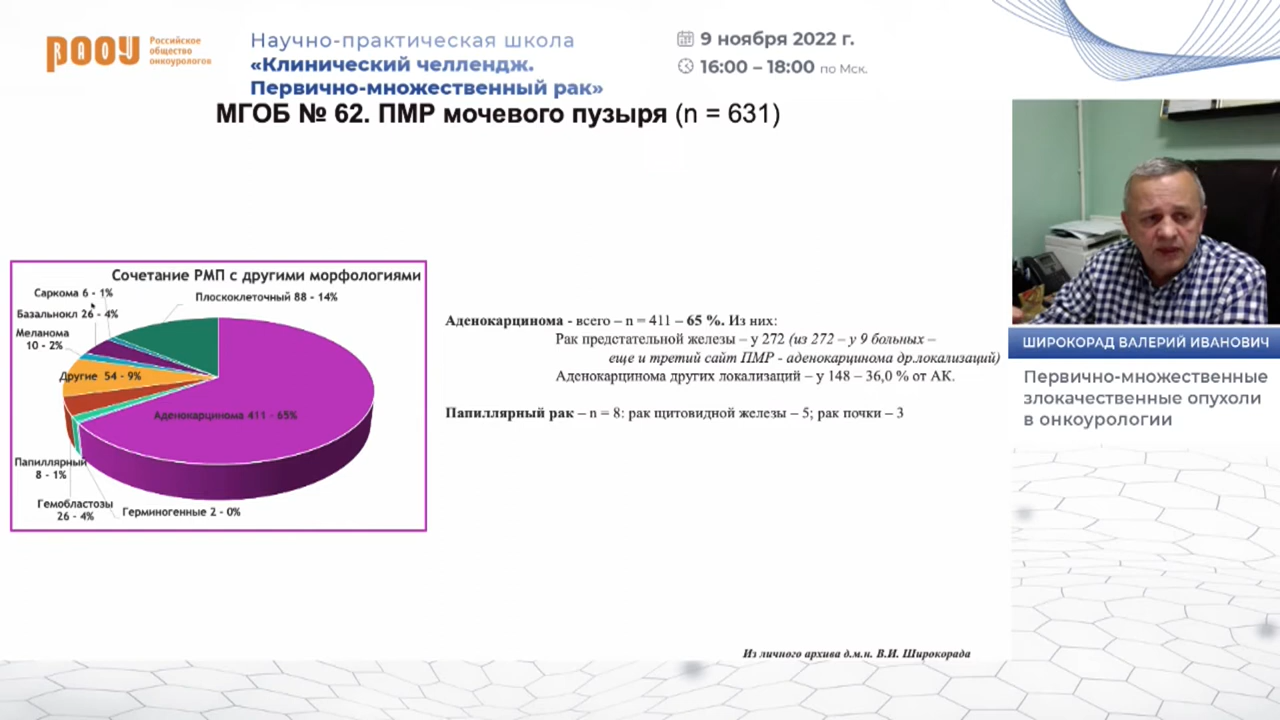 РАОУ
Российское
общество
онкоурологов
Научно-практическая школа
«Клинический челлендж.
Первично-множественный рак»
9 ноября 2022 г.
16:00 – 18:00 по Мск.
МГОБ № 62. ПМР мочевого пузыря (n = 631)
Сочетание РМП с другими морфологиями
Саркома 6 - 1%
Плоскоклеточный 88 - 14%
Базальнокл 26 - 4%
Меланома
10 - 2%
Другие 54 - 9%
Аденокарцинома 411 - 65%
Папиллярный
8 - 1%
Гемобластозы
26 - 4%
Герминогенные 2 - 0%
Аденокарцинома - всего – n = 411 – 65 %. Из них:
Рак предстательной железы – у 272 (из 272 – у 9 больных –
еще и третий сайт ПМР - аденокарцинома др.локализаций)
Аденокарцинома других локализаций – у 148 – 36,0 % от АК.
Папиллярный рак – n = 8: рак щитовидной железы – 5; рак почки – 3
Из личного архива д.м.н. В.И. Широкорада
ШИРОКОРАД ВАЛЕРИЙ ИВАНОВИЧ
Первично-множественные
злокачественные опухоли
в онкоурологии